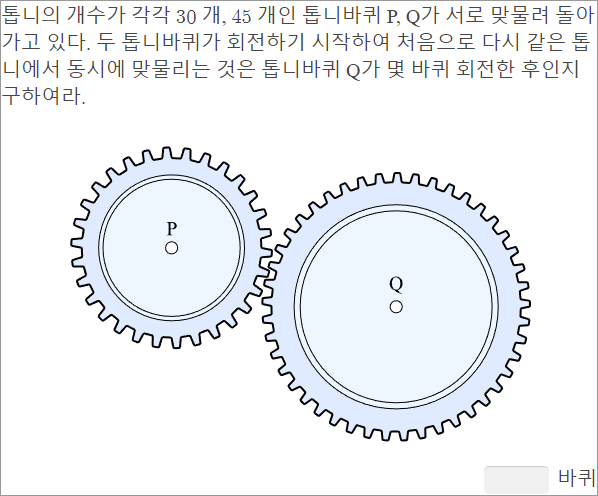 톱니의 개수가 각각 30 개, 45 개인 톱니바퀴 P, Q가 서로 맞물려 돌아
가고 있다. 두 톱니바퀴가 회전하기 시작하여 처음으로 다시 같은 톱
니에서 동시에 맞물리는 것은 톱니바퀴 Q가 몇 바퀴 회전한 후인지
구하여라.
P
Q
바퀴